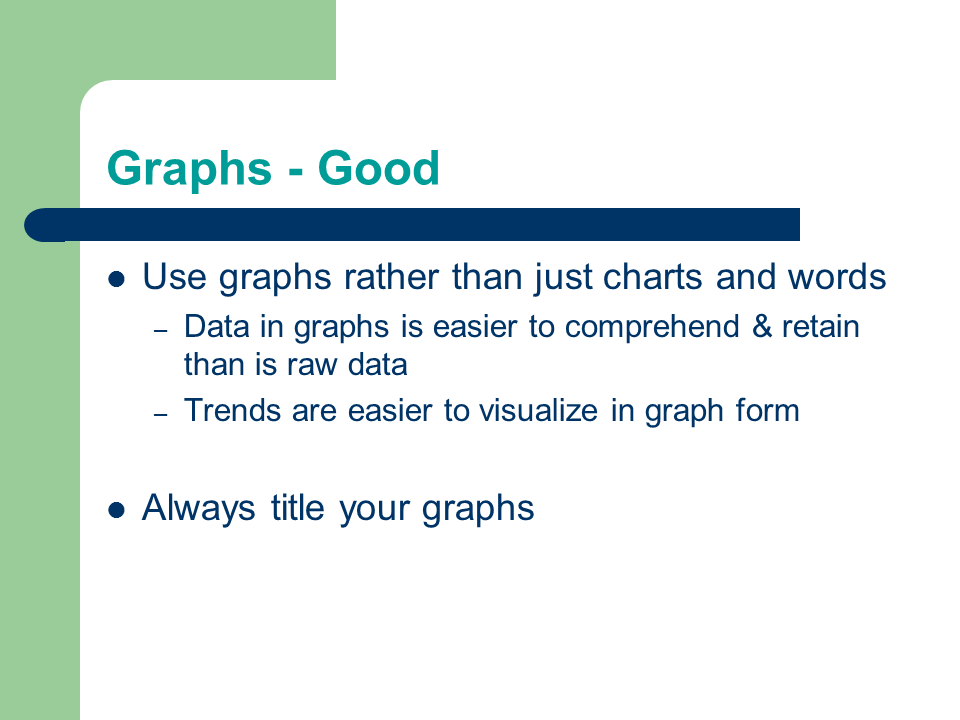 Graphs - Good
● Use graphs rather than just charts and words
– Data in graphs is easier to comprehend & retain
than is raw data
– Trends are easier to visualize in graph form
● Always title your graphs